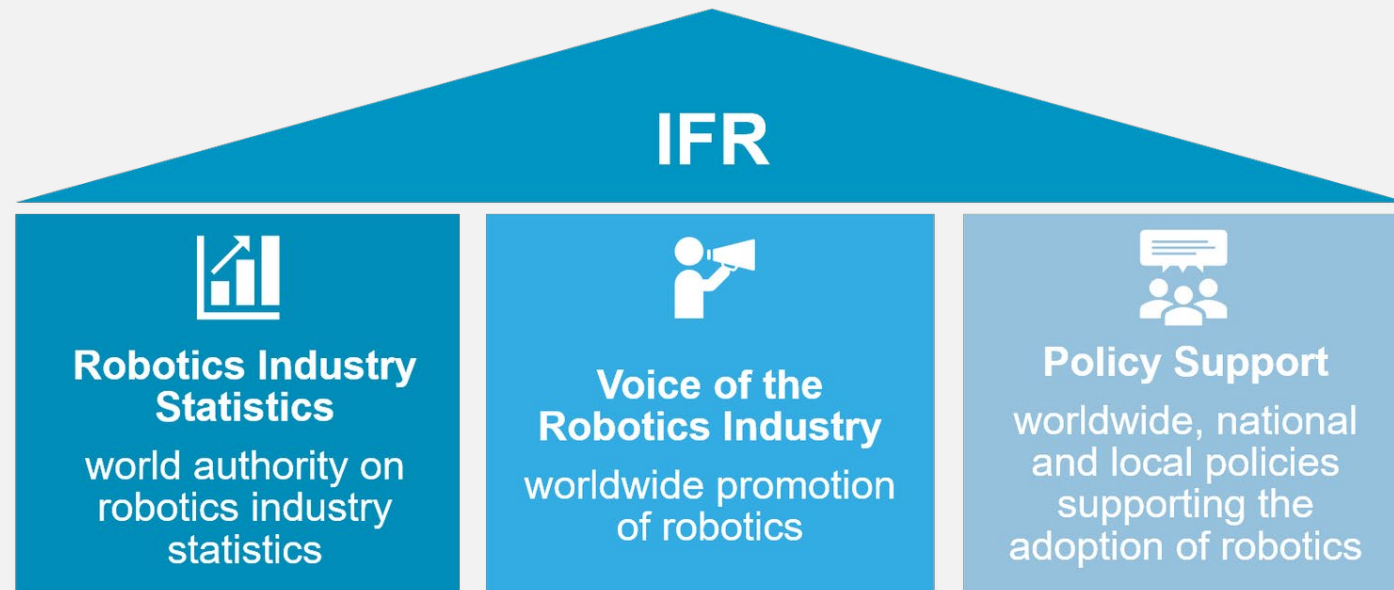 IFR
Robotics Industry
Statistics
world authority on
robotics industry
statistics
Voice of the
Robotics Industry
worldwide promotion
of robotics
Policy Support
worldwide, national
and local policies
supporting the
adoption of robotics